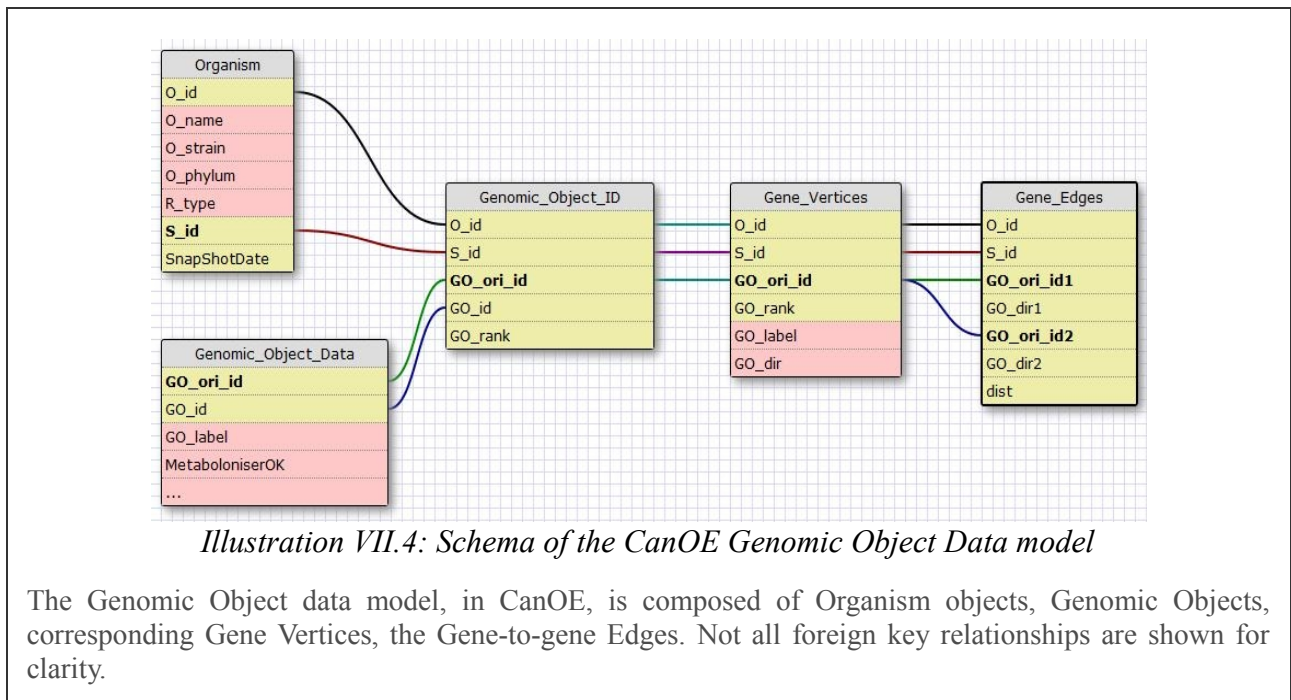 Organism
O_id
O_name
O_strain
O_phylum
R_type
S_id
SnapShotDate
Genomic_Object_Data
GO_ori_id
GO_id
GO_label
MetaboloniserOK
...
Genomic_Object_ID
O_id
S_id
GO_ori_id
GO_id
GO_rank
Gene_Vertices
O_id
S_id
GO_ori_id
GO_rank
GO_label
GO_dir
Gene_Edges
O_id
S_id
GO_ori_id1
GO_dir1
GO_ori_id2
GO_dir2
dist
Illustration VII.4: Schema of the CanOE Genomic Object Data model
The Genomic Object data model, in CanOE, is composed of Organism objects, Genomic Objects,
corresponding Gene Vertices, the Gene-to-gene Edges. Not all foreign key relationships are shown for
clarity.